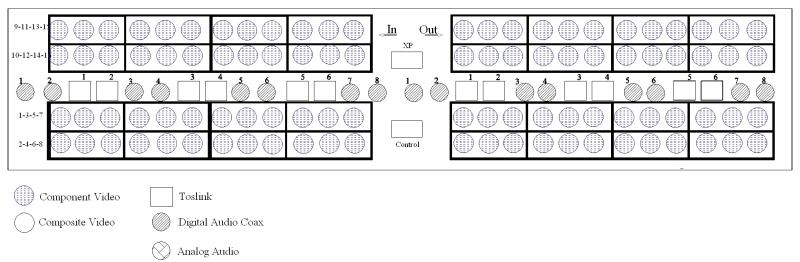 9-11-13-15 In Out
XP
10-12-14-1
1 2 1 2 3 4 3 4 5 6 5 6 7 8 1 2 1 2 3 4 3 4 5 6 5 6 7 8
1-3-5-7
Control
2-4-6-8
Component Video Toslink
Composite Video Digital Audio Coax
Analog Audio